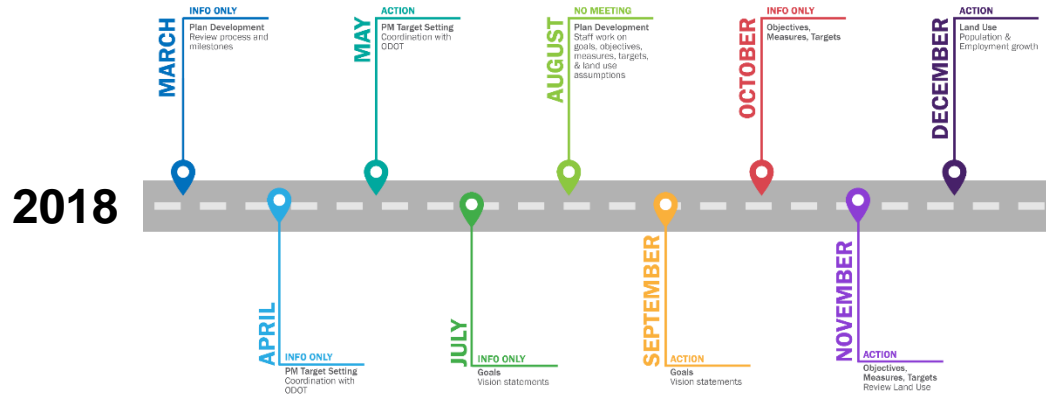 MARCH
INFO ONLY
Plan Development
Review process and
milestones
MAY
ACTION
PM Target Setting
Coordination with
ODOT
AUGUST
NO MEETING
Plan Development
Staff work on
goals, objectives,
measures, targets,
& land use
assumptions
OCTOBER
INFO ONLY
Objectives,
Measures, Targets
DECEMBER
ACTION
Land Use
Population &
Employment growth
2018
APRIL
INFO ONLY
PM Target Setting
Coordination with
ODOT
JULY
INFO ONLY
Goals
Vision statements
SEPTEMBER
ACTION
Goals
Vision statements
NOVEMBER
ACTION
Objectives,
Measures, Targets
Review Land Use